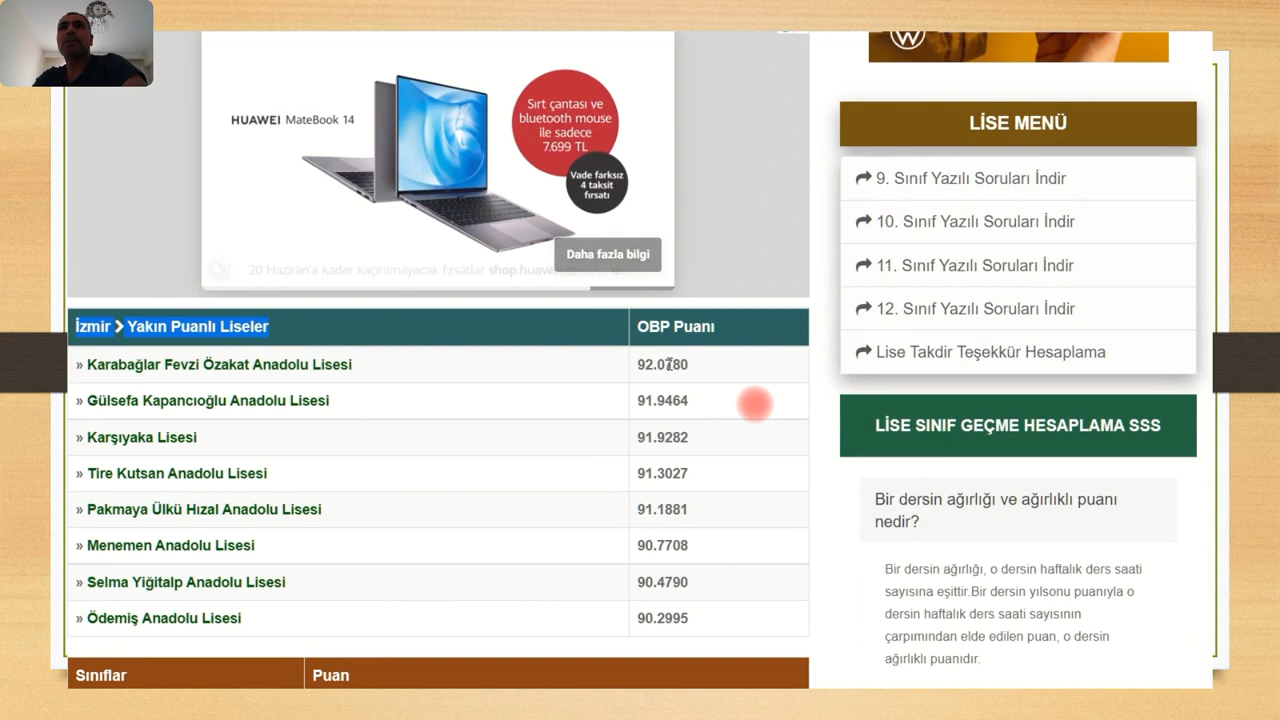 HUAWEI MateBook 14
Sırt çantası ve
bluetooth mouse
ile sadece
7.699 TL
Vade farksız
4 taksit
fırsatı
Daha fazla bilgi
20 Haziran'a kadar kaçınılmayacak fırsatlar shop.huawei
İzmir > Yakın Puanlı Liseler OBP Puanı
» Karabağlar Fevzi Özakat Anadolu Lisesi 92.0780
» Gülsefa Kapancıoğlu Anadolu Lisesi 91.9464
» Karşıyaka Lisesi 91.9282
» Tire Kutsan Anadolu Lisesi 91.3027
» Pakmaya Ülkü Hızal Anadolu Lisesi 91.1881
» Menemen Anadolu Lisesi 90.7708
» Selma Yiğitalp Anadolu Lisesi 90.4790
» Ödemiş Anadolu Lisesi 90.2995
Sınıflar Puan
LİSE MENÜ
9. Sınıf Yazılı Soruları İndir
10. Sınıf Yazılı Soruları İndir
11. Sınıf Yazılı Soruları İndir
12. Sınıf Yazılı Soruları İndir
Lise Takdir Teşekkür Hesaplama
LİSE SINIF GEÇME HESAPLAMA SSS
Bir dersin ağırlığı ve ağırlıklı puanı
nedir?
Bir dersin ağırlığı, o dersin haftalık ders saati
sayısına eşittir.Bir dersin yılsonu puanıyla o
dersin haftalık ders saati sayısının
çarpımından elde edilen puan, o dersin
ağırlıklı puanıdır.